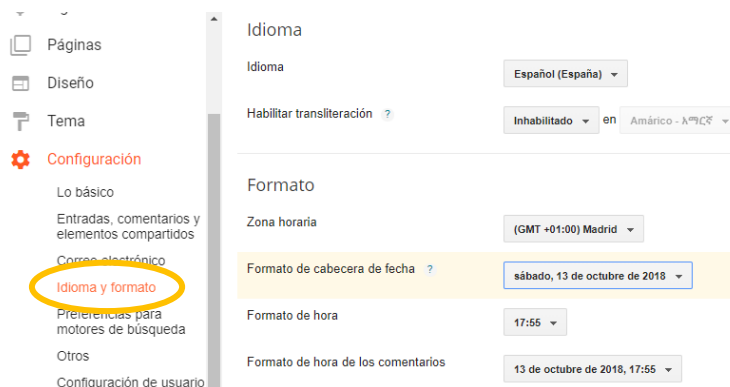 Páginas
Diseño
Tema
Configuración
Lo básico
Entradas, comentarios y
elementos compartidos
Correo electrónico
Idioma y formato
Preferencias para
motores de búsqueda
Otros
Configuración de usuario
Idioma
Idioma Español (España)
Habilitar transliteración ? Inhabilitado en Amárico - አማርኛ
Formato
Zona horaria (GMT +01:00) Madrid
Formato de cabecera de fecha ? sábado, 13 de octubre de 2018
Formato de hora 17:55
Formato de hora de los comentarios 13 de octubre de 2018, 17:55